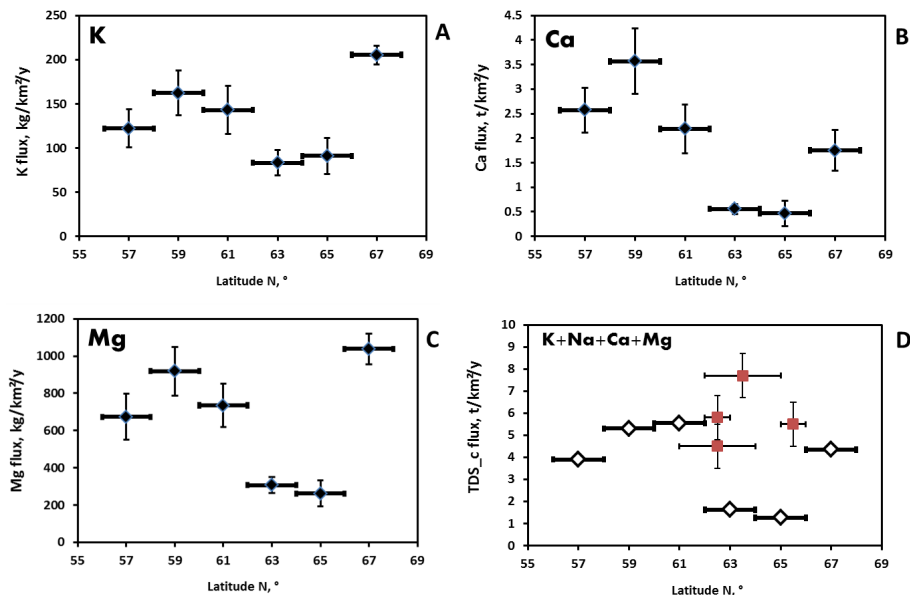 K
A
K flux, kg/km²/y
250
200
150
100
50
0
55 57 59 61 63 65 67 69
Latitude N, °
Ca
B
Ca flux, t/km²/y
4.5
4
3.5
3
2.5
2
1.5
1
0.5
0
55 57 59 61 63 65 67 69
Latitude N, °
Mg
C
Mg flux, kg/km²/y
1200
1000
800
600
400
200
0
55 57 59 61 63 65 67 69
Latitude N, °
K+Na+Ca+Mg
D
TDS_c flux, t/km²/y
10
9
8
7
6
5
4
3
2
1
0
55 57 59 61 63 65 67 69
Latitude N, °